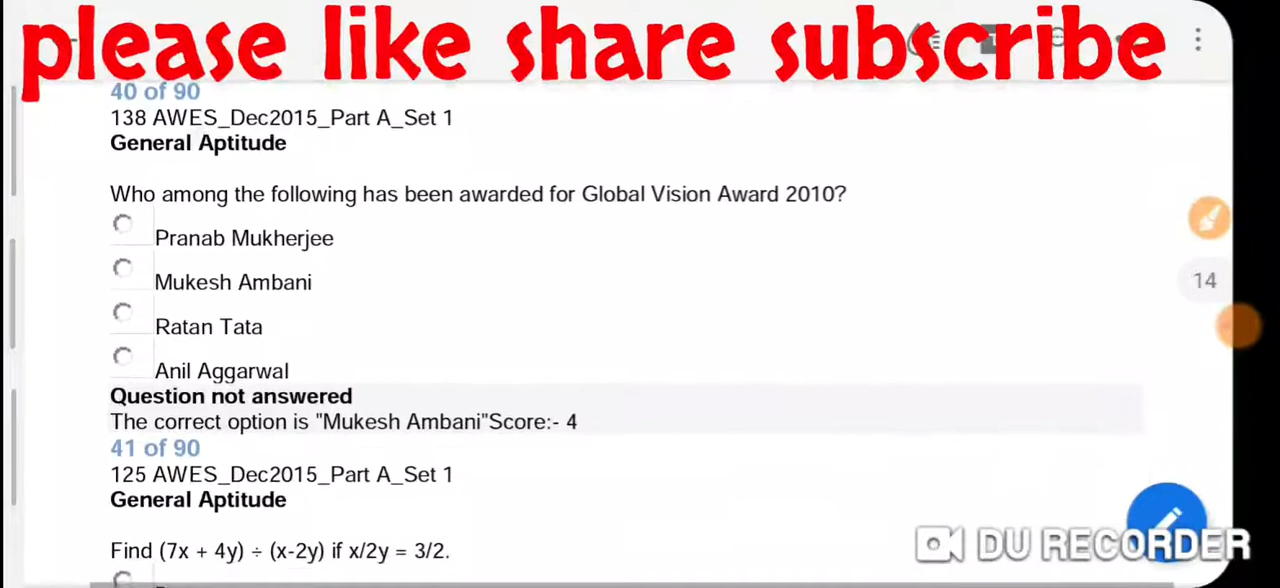 please like share subscribe
40 of 90
138 AWES_Dec2015_Part A_Set 1
General Aptitude
Who among the following has been awarded for Global Vision Award 2010?
Pranab Mukherjee
Mukesh Ambani
14
Ratan Tata
Anil Aggarwal
Question not answered
The correct option is "Mukesh Ambani"Score:- 4
41 of 90
125 AWES_Dec2015_Part A_Set 1
General Aptitude
Find (7x + 4y) ÷ (x-2y) if x/2y = 3/2.
DU RECORDER